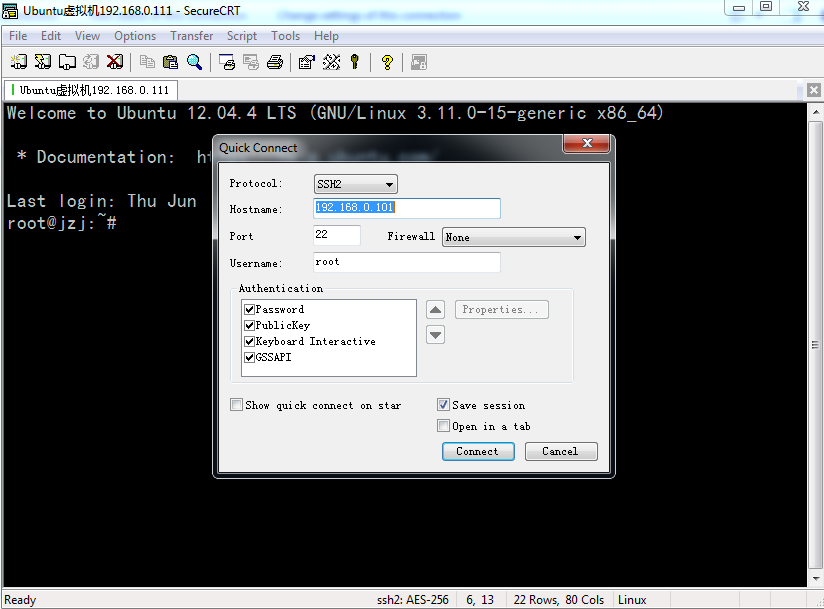 Ubuntu虚拟机192.168.0.111 - SecureCRT
File Edit View Options Transfer Script Tools Help
Ubuntu虚拟机192.168.0.111
Welcome to Ubuntu 12.04.4 LTS (GNU/Linux 3.11.0-15-generic x86_64)
* Documentation:
Last login: Thu Jun
root@jzj:~#
Quick Connect
Protocol: SSH2
Hostname: 192.168.0.101
Port 22 Firewall None
Username: root
Authentication
Password
PublicKey
Properties...
Keyboard Interactive
GSSAPI
Show quick connect on star
Save session
Open in a tab
Connect Cancel
Ready ssh2: AES-256 6, 13 22 Rows, 80 Cols Linux